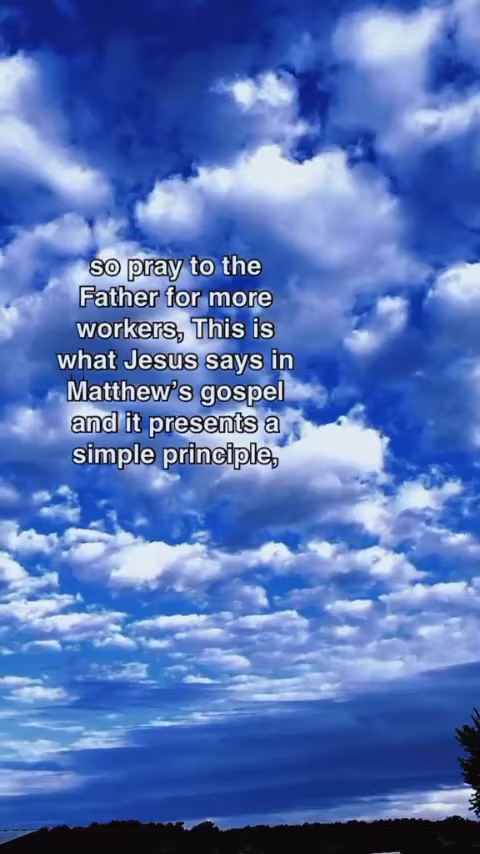 so pray to the
Father for more
workers, This is
what Jesus says in
Matthew’s gospel
and it presents a
simple principle,